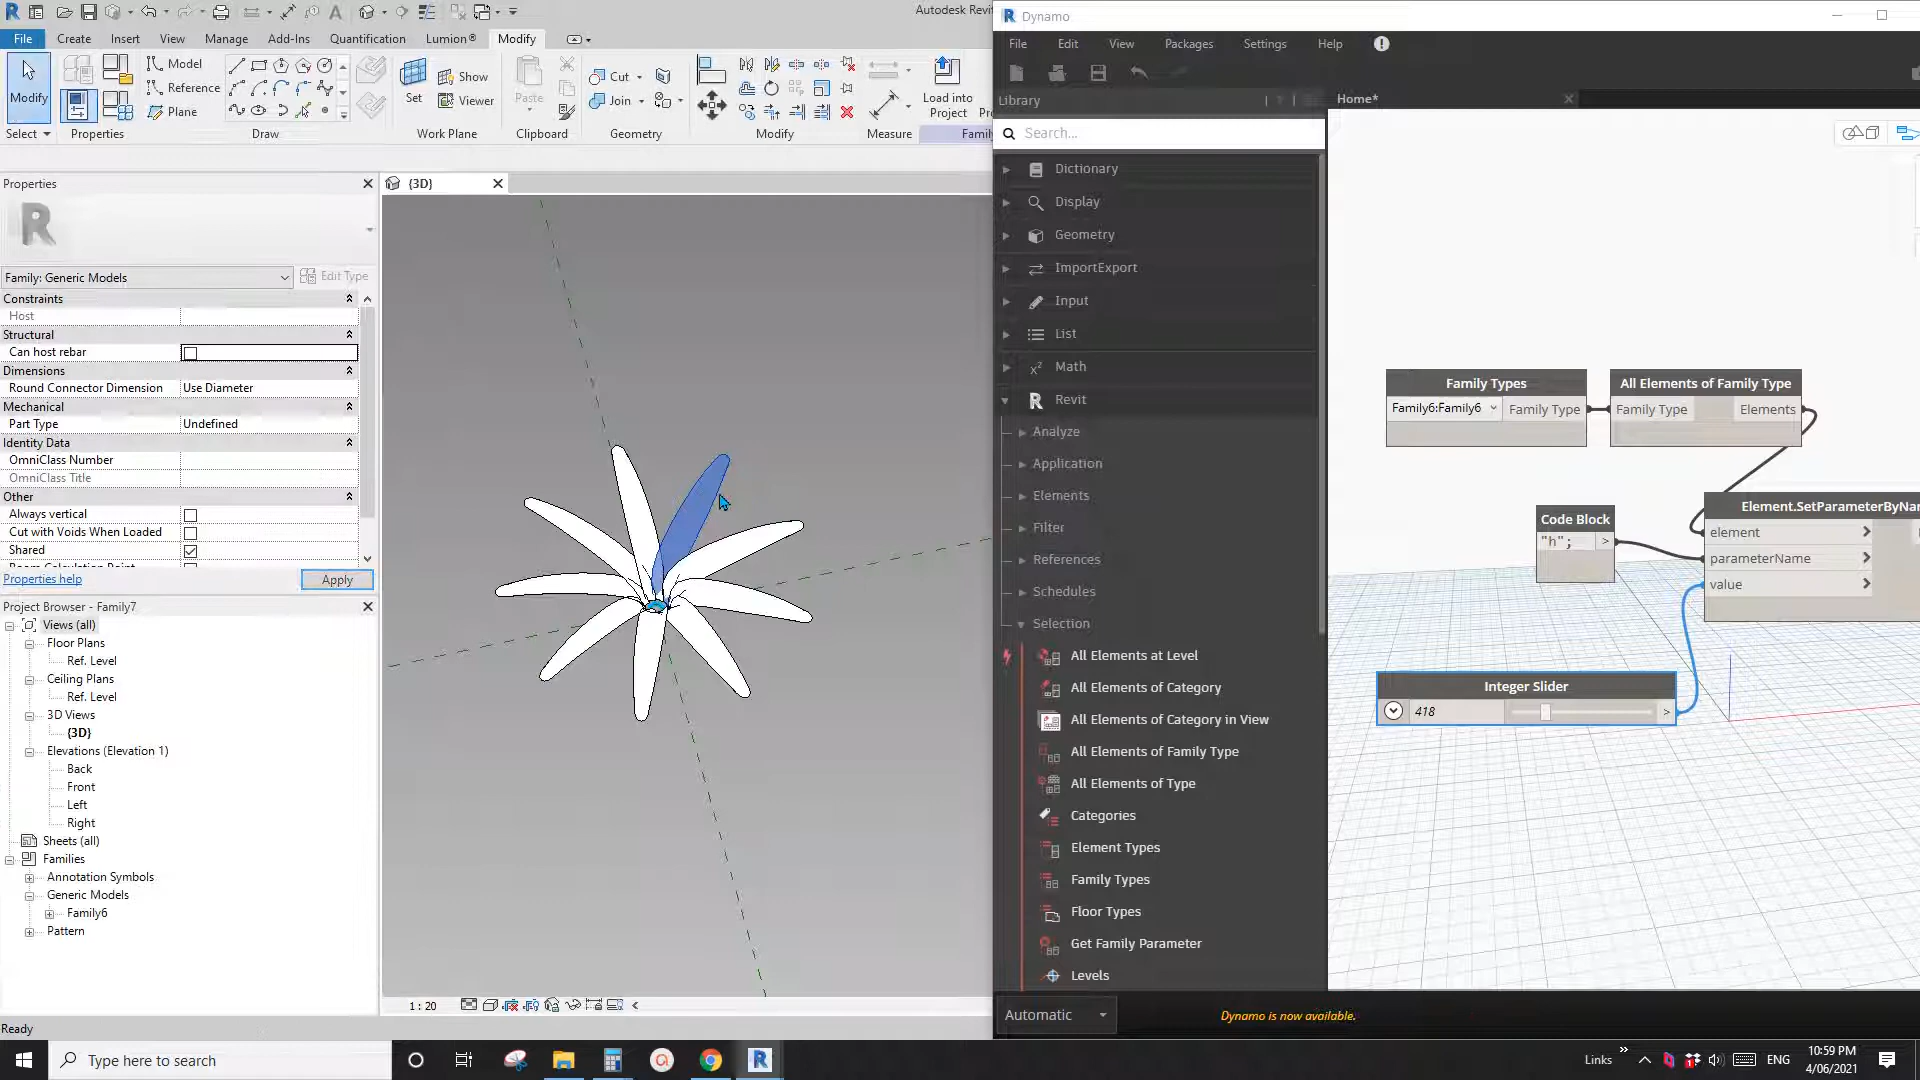 Autodesk Revit
File Create Insert View Manage Add-Ins Quantification Lumion® Modify
Modify
Model
Reference
Plane
Set
Show
Viewer
Paste
Cut
Join
Load into
Project
Select Properties Draw Work Plane Clipboard Geometry Modify Measure
Properties
{3D}
Family: Generic Models
Edit Type
Constraints
Host
Structural
Can host rebar
Dimensions
Round Connector Dimension Use Diameter
Mechanical
Part Type Undefined
Identity Data
OmniClass Number
OmniClass Title
Other
Always vertical
Cut with Voids When Loaded
Shared
Properties help
Apply
Project Browser - Family7
Views (all)
Floor Plans
Ref. Level
Ceiling Plans
Ref. Level
3D Views
{3D}
Elevations (Elevation 1)
Back
Front
Left
Right
Sheets (all)
Families
Annotation Symbols
Generic Models
Family6
Pattern
1 : 20
Ready
Dynamo
File Edit View Packages Settings Help
Library
Home*
Search...
Dictionary
Display
Geometry
ImportExport
Input
List
Math
Revit
Analyze
Application
Elements
Filter
References
Schedules
Selection
All Elements at Level
All Elements of Category
All Elements of Category in View
All Elements of Family Type
All Elements of Type
Categories
Element Types
Family Types
Floor Types
Get Family Parameter
Levels
Automatic
Dynamo is now available.
Family Types
Family6:Family6 Family Type
All Elements of Family Type
Family Type Elements
Code Block
"h"; >
element >
parameterName >
value >
Integer Slider
418 >
Type here to search
Links
ENG
10:59 PM
4/06/2021